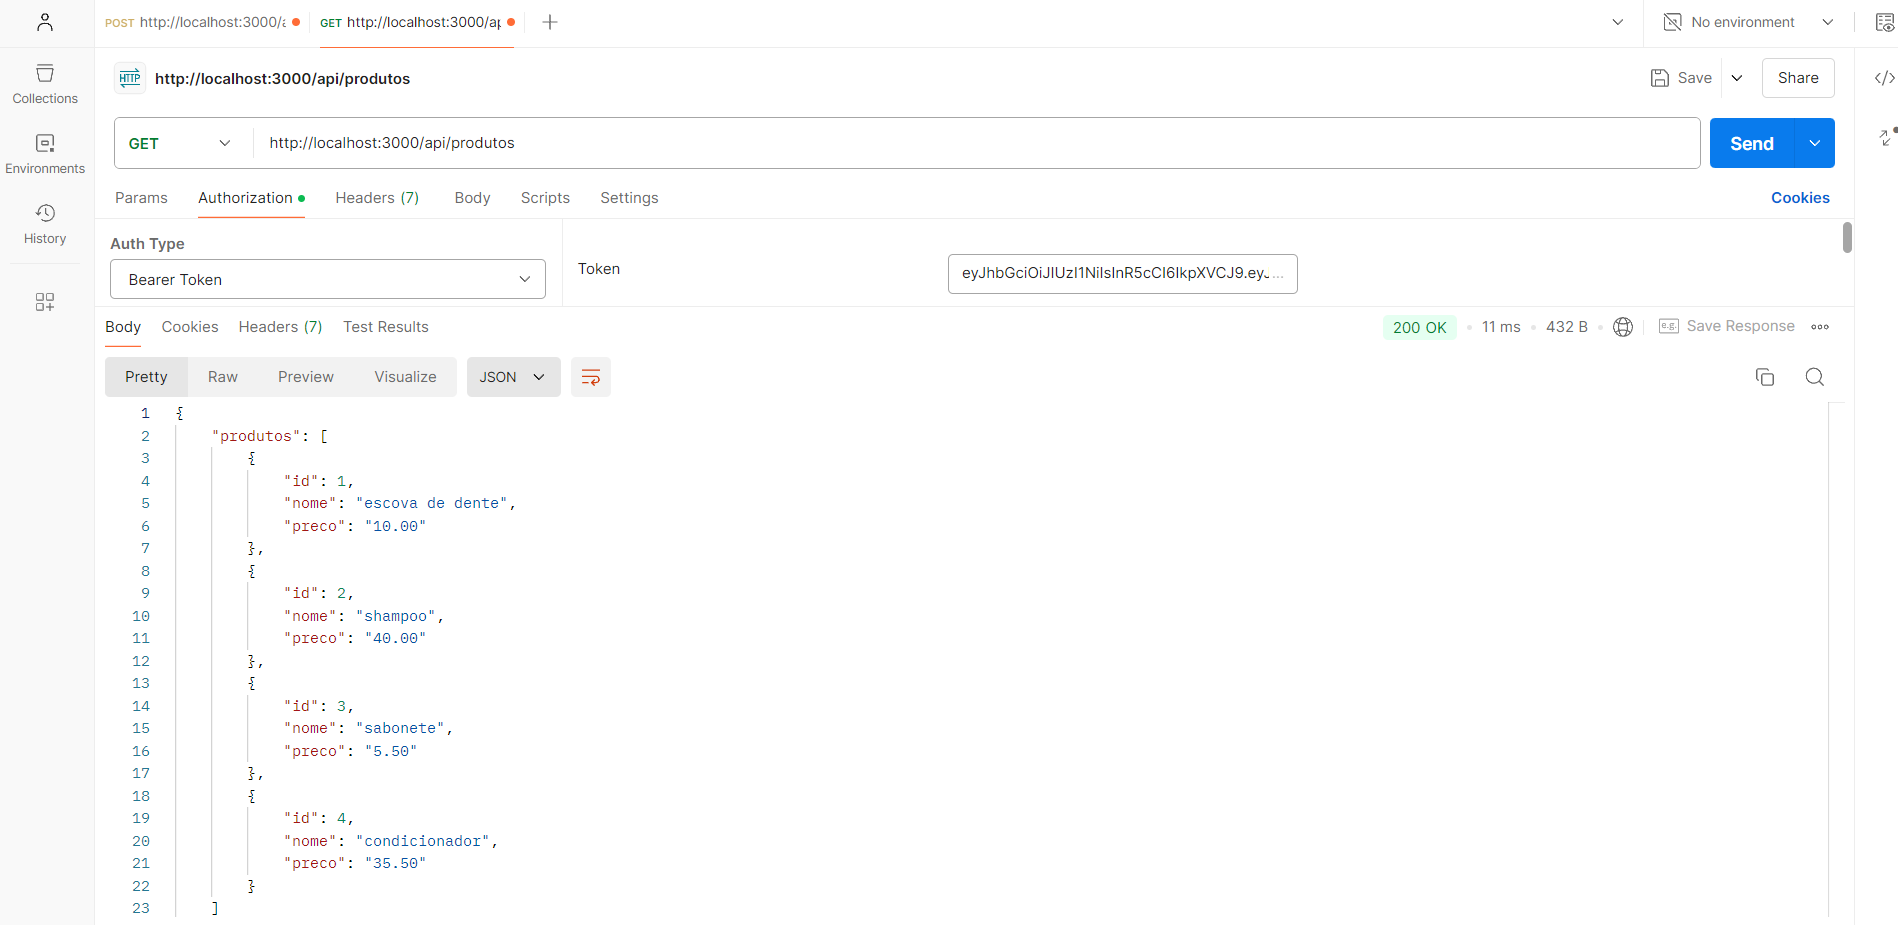 POST http://localhost:3000/a
GET http://localhost:3000/ap
No environment
Collections
Environments
History
HTTP http://localhost:3000/api/produtos
Save
Share
GET http://localhost:3000/api/produtos
Send
Params Authorization Headers (7) Body Scripts Settings
Cookies
Auth Type
Bearer Token
Token
eyJhbGciOiJIUzI1NiIsInR5cCI6IkpXVCJ9.eyJ...
Body Cookies Headers (7) Test Results
200 OK 11 ms 432 B e.g. Save Response
Pretty Raw Preview Visualize JSON
1 {
2 "produtos": [
3 {
4 "id": 1,
5 "nome": "escova de dente",
6 "preco": "10.00"
7 },
8 {
9 "id": 2,
10 "nome": "shampoo",
11 "preco": "40.00"
12 },
13 {
14 "id": 3,
15 "nome": "sabonete",
16 "preco": "5.50"
17 },
18 {
19 "id": 4,
20 "nome": "condicionador",
21 "preco": "35.50"
22 }
23 ]